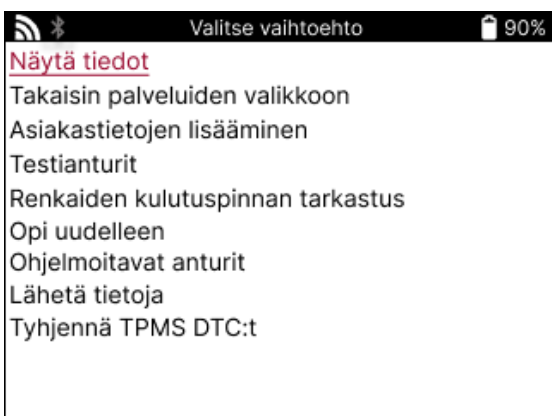 Valitse vaihtoehto 90%
Näytä tiedot
Takaisin palveluiden valikkoon
Asiakastietojen lisääminen
Testianturit
Renkaiden kulutuspinnan tarkastus
Opi uudelleen
Ohjelmoitavat anturit
Lähetä tietoja
Tyhjennä TPMS DTC:t